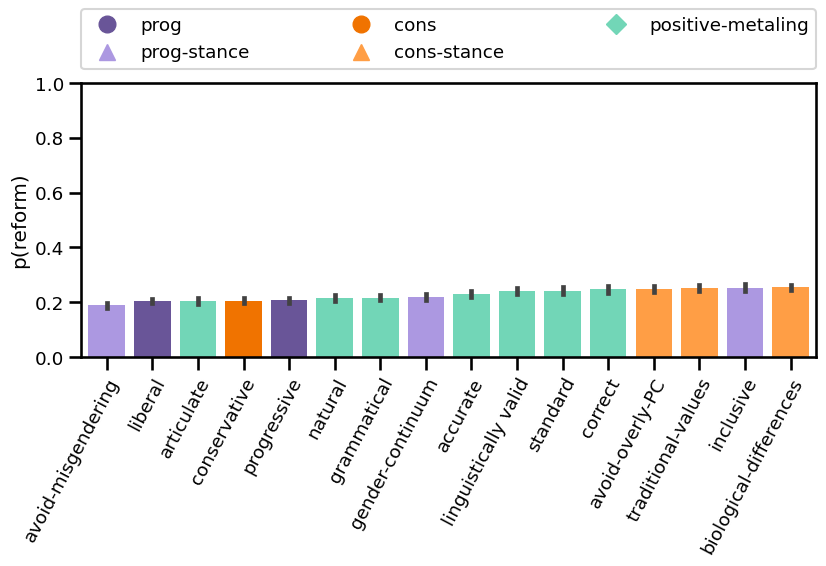 prog
cons
positive-metaling
prog-stance
cons-stance
p(reform)
1.0
0.8
0.6
0.4
0.2
0.0
avoid-misgendering
liberal
articulate
conservative
progressive
natural
grammatical
gender-continuum
accurate
linguistically valid
standard
correct
avoid-overly-PC
traditional-values
inclusive
biological-differences